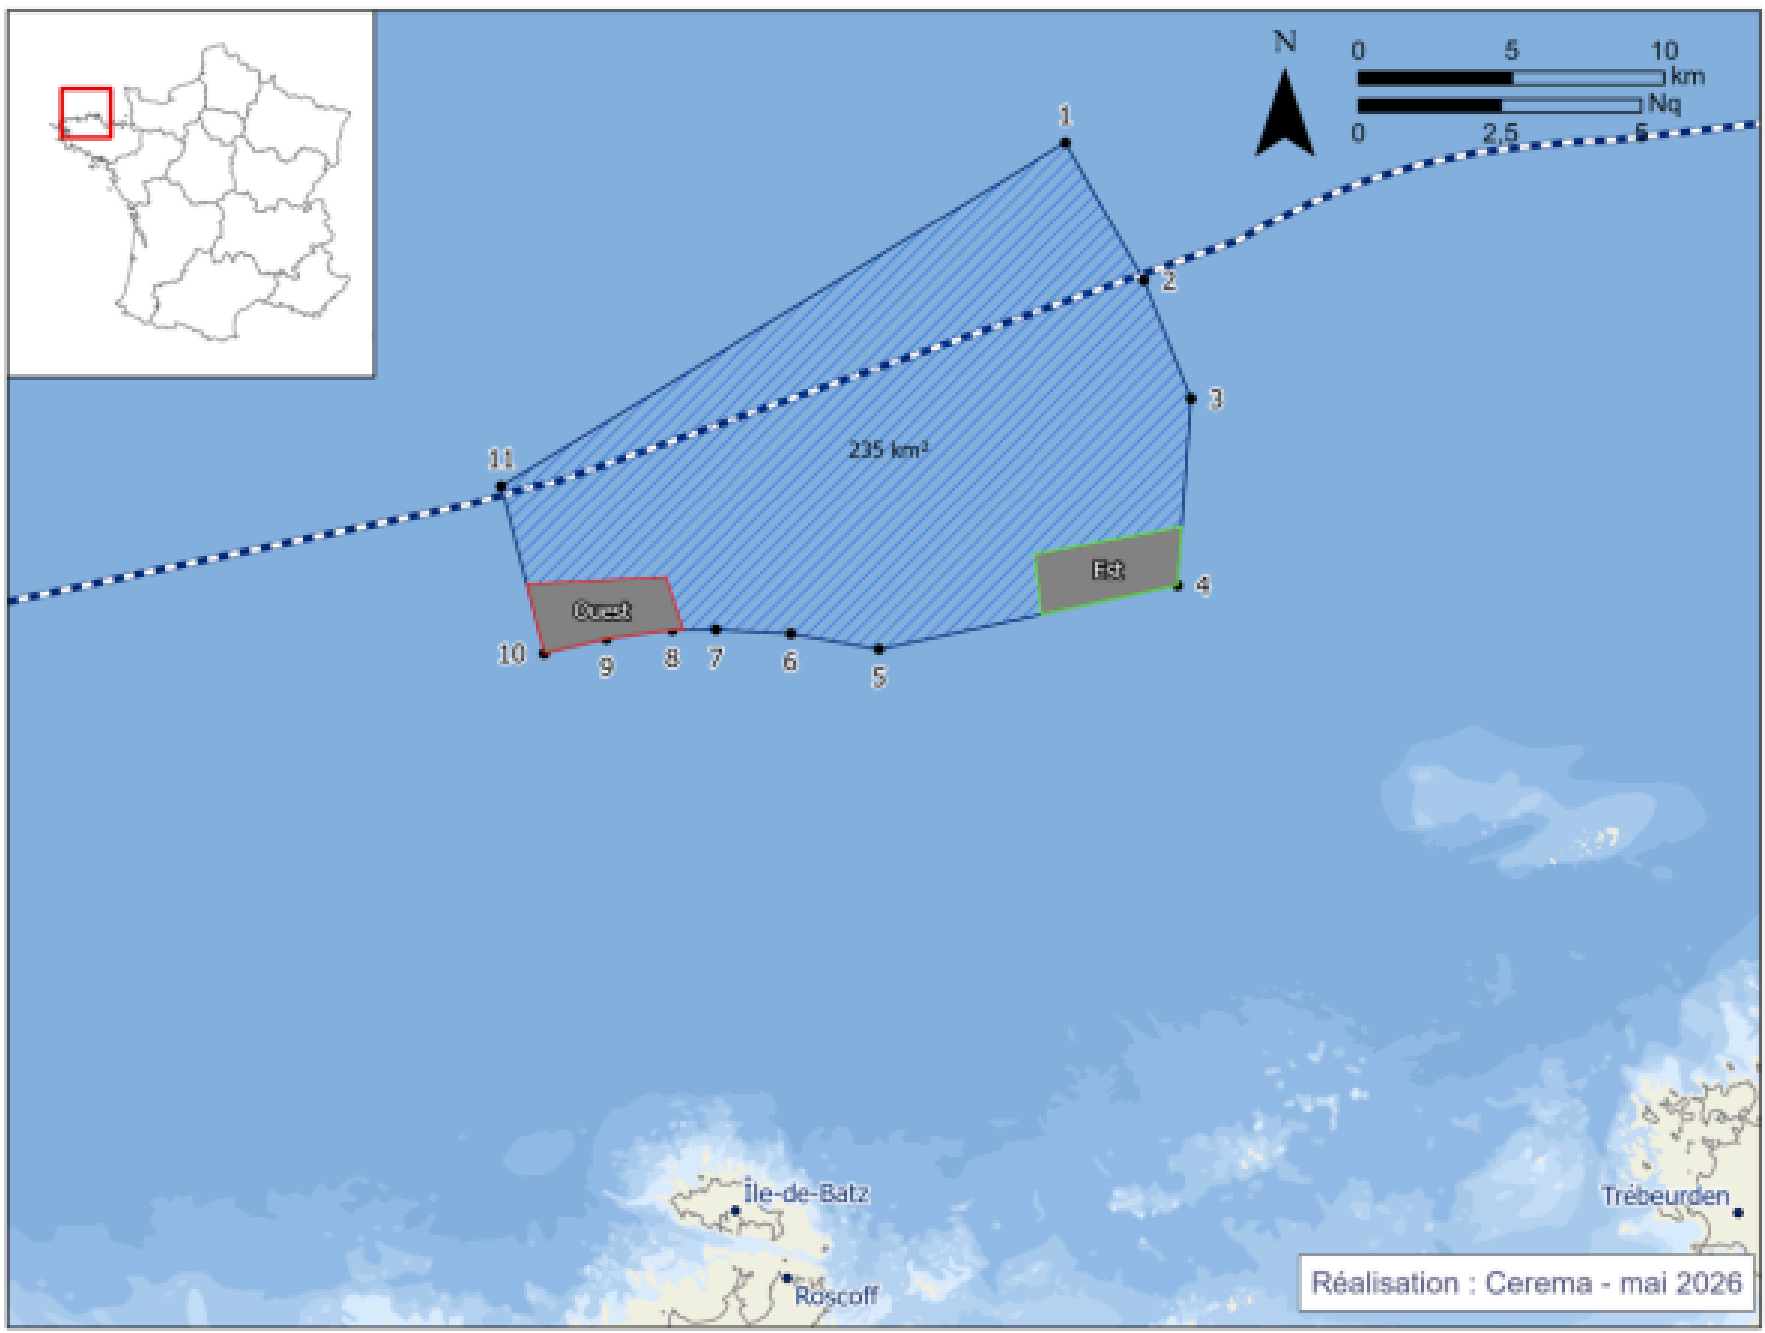 N
0 5 10
km
Nq
0 2,5 5
1
2
3
235 km²
11
Est
4
Ouest
10
9
8
7
6
5
Île-de-Batz
Trébeurden
Roscoff
Réalisation : Cerema - mai 2026